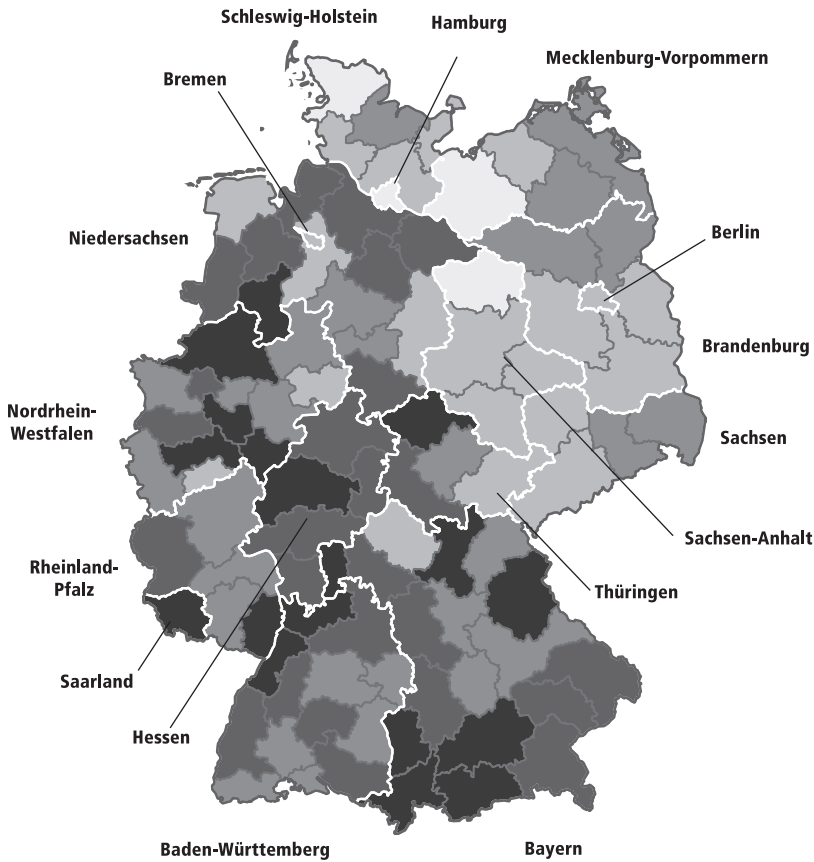 Schleswig-Holstein
Hamburg
Mecklenburg-Vorpommern
Bremen
Niedersachsen
Berlin
Brandenburg
Nordrhein-
Westfalen
Sachsen
Sachsen-Anhalt
Rheinland-
Pfalz
Thüringen
Saarland
Hessen
Baden-Württemberg
Bayern